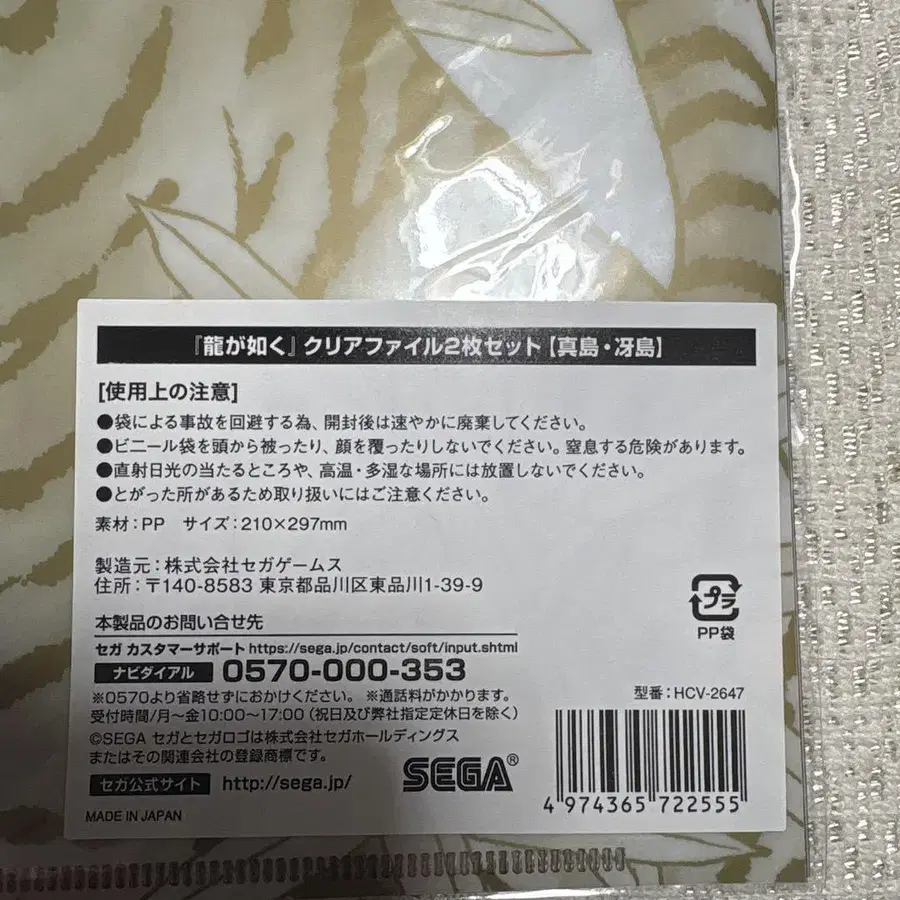 『龍が如く』クリアファイル2枚セット【真島・冴島】
[使用上の注意]
●袋による事故を回避する為、開封後は速やかに廃棄してください。
●ビニール袋を頭から被ったり、顔を覆ったりしないでください。窒息する危険があります。
●直射日光の当たるところや、高温・多湿な場所には放置しないでください。
●とがった所があるため取り扱いにはご注意ください。
素材:PP サイズ:210×297mm
製造元:株式会社セガゲームス
住所:〒140-8583 東京都品川区東品川1-39-9
プラ
PP袋
本製品のお問い合せ先
セガ カスタマーサポート https://sega.jp/contact/soft/input.shtml
ナビダイアル 0570-000-353
※0570より省略せずにおかけください。 ※通話料がかかります。
受付時間/月～金10:00～17:00(祝日及び弊社指定定休日を除く)
©SEGA セガとセガロゴは株式会社セガホールディングス
またはその関連会社の登録商標です。
セガ公式サイト http://sega.jp/
SEGA®
MADE IN JAPAN
型番:HCV-2647
4 974365 722555